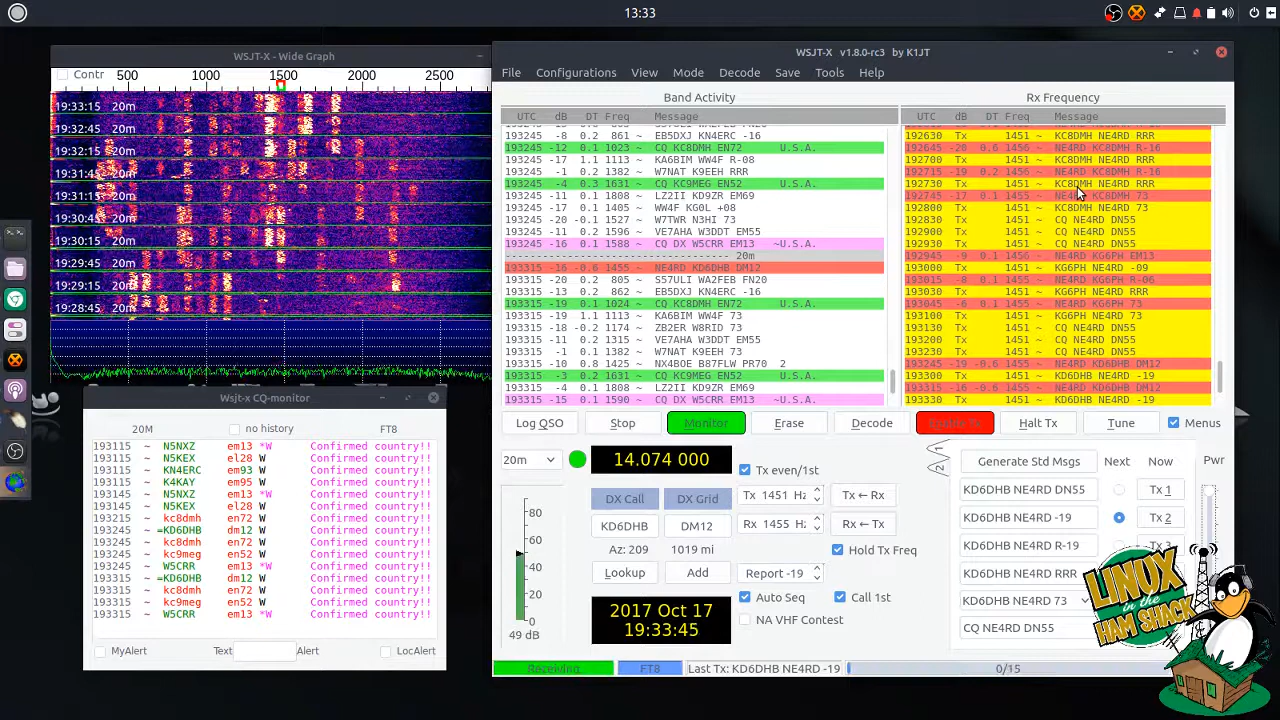 13:33
WSJT-X - Wide Graph
Contr 500 1000 1500 2000 2500
19:33:15 20m
19:32:45 20m
19:32:15 20m
19:31:45 20m
19:31:15 20m
19:30:45 20m
19:30:15 20m
19:29:45 20m
19:29:15 20m
19:28:45 20m
Wsjt-x CQ-monitor
20M no history FT8
193115 ~ N5NXZ em13 *W Confirmed country!!
193115 ~ N5KEX el28 W Confirmed country!!
193115 ~ KN4ERC em93 W Confirmed country!!
193115 ~ K4KAY em95 W Confirmed country!!
193145 ~ N5NXZ em13 *W Confirmed country!!
193145 ~ N5KEX el28 W Confirmed country!!
193215 ~ kc8dmh en72 W Confirmed country!!
193245 ~ =KD6DHB dm12 W Confirmed country!!
193245 ~ kc8dmh en72 W Confirmed country!!
193245 ~ kc9meg en52 W Confirmed country!!
193245 ~ W5CRR em13 *W Confirmed country!!
193315 ~ =KD6DHB dm12 W Confirmed country!!
193315 ~ kc8dmh en72 W Confirmed country!!
193315 ~ kc9meg en52 W Confirmed country!!
193315 ~ W5CRR em13 *W Confirmed country!!
MyAlert Text Alert LocAlert
WSJT-X v1.8.0-rc3 by K1JT
File Configurations View Mode Decode Save Tools Help
Band Activity
UTC dB DT Freq Message
193245 -8 0.2 861 ~ EB5DXJ KN4ERC -16
193245 -12 0.1 1023 ~ CQ KC8DMH EN72 U.S.A.
193245 -17 1.1 1113 ~ KA6BIM WW4F R-08
193245 -1 0.2 1382 ~ W7NAT K9EEH RRR
193245 -4 0.3 1631 ~ CQ KC9MEG EN52 U.S.A.
193245 -11 0.1 1808 ~ LZ2II KD9ZR EM69
193245 -17 0.1 1405 ~ WW4F KG0L +08
193245 -20 -0.1 1527 ~ W7TWR N3HI 73
193245 -11 0.2 1596 ~ VE7AHA W3DDT EM55
193245 -16 0.1 1588 ~ CQ DX W5CRR EM13 ~U.S.A.
------------------------------- 20m
193315 -16 -0.6 1455 ~ NE4RD KD6DHB DM12
193315 -20 0.2 805 ~ S57ULI WA2FEB FN20
193315 -13 0.2 862 ~ EB5DXJ KN4ERC -16
193315 -19 0.1 1024 ~ CQ KC8DMH EN72 U.S.A.
193315 -19 1.1 1113 ~ KA6BIM WW4F 73
193315 -18 -0.2 1174 ~ ZB2ER W8RID 73
193315 -11 0.2 1315 ~ VE7AHA W3DDT EM55
193315 -1 0.2 1382 ~ W7NAT K9EEH 73
193315 -10 0.8 1425 ~ NX4BOE B87FLW PR70 2
193315 -3 0.2 1631 ~ CQ KC9MEG EN52 U.S.A.
193315 -4 0.1 1808 ~ LZ2II KD9ZR EM69
193315 -15 0.1 1590 ~ CQ DX W5CRR EM13 ~U.S.A.
Rx Frequency
UTC dB DT Freq Message
192630 Tx 1451 ~ KC8DMH NE4RD RRR
192645 -20 0.6 1456 ~ NE4RD KC8DMH R-16
192700 Tx 1451 ~ KC8DMH NE4RD RRR
192715 -19 0.2 1456 ~ NE4RD KC8DMH R-16
192730 Tx 1451 ~ KC8DMH NE4RD RRR
192745 -17 0.1 1455 ~ NE4RD KC8DMH 73
192800 Tx 1451 ~ KC8DMH NE4RD 73
192830 Tx 1451 ~ CQ NE4RD DN55
192900 Tx 1451 ~ CQ NE4RD DN55
192930 Tx 1451 ~ CQ NE4RD DN55
192945 -9 0.1 1456 ~ NE4RD KG6PH EM13
193000 Tx 1451 ~ KG6PH NE4RD -09
193015 -8 0.1 1455 ~ NE4RD KG6PH R-06
193030 Tx 1451 ~ KG6PH NE4RD RRR
193045 -6 0.1 1455 ~ NE4RD KG6PH 73
193100 Tx 1451 ~ KG6PH NE4RD 73
193130 Tx 1451 ~ CQ NE4RD DN55
193200 Tx 1451 ~ CQ NE4RD DN55
193230 Tx 1451 ~ CQ NE4RD DN55
193245 -19 -0.6 1455 ~ NE4RD KD6DHB DM12
193300 Tx 1451 ~ KD6DHB NE4RD -19
193315 -16 -0.6 1455 ~ NE4RD KD6DHB DM12
193330 Tx 1451 ~ KD6DHB NE4RD -19
Log QSO Stop Monitor Erase Decode Enable Tx Halt Tx Tune Menus
20m 14.074 000
DX Call DX Grid
KD6DHB DM12
Az: 209 1019 mi
Lookup Add
2017 Oct 17
19:33:45
80
60
40
20
0
49 dB
Tx even/1st
Tx 1451 Hz Tx ← Rx
Rx 1455 Hz Rx ← Tx
Hold Tx Freq
Report -19
Auto Seq Call 1st
NA VHF Contest
1
2
Generate Std Msgs Next Now Pwr
KD6DHB NE4RD DN55 Tx 1
KD6DHB NE4RD -19 Tx 2
KD6DHB NE4RD R-19 Tx 3
KD6DHB NE4RD RRR
KD6DHB NE4RD 73
CQ NE4RD DN55
LINUX
in the
HAM SHACK
Receiving FT8 Last Tx: KD6DHB NE4RD -19 0/15